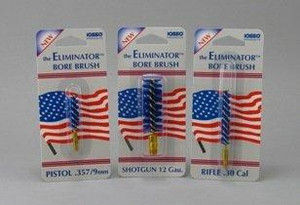 NEW
IOSSO
the ELIMINATOR™
BORE BRUSH
PISTOL .357/9mm
NEW
IOSSO
the ELIMINATOR™
BORE BRUSH
SHOTGUN 12 Gau.
NEW
IOSSO
the ELIMINATOR™
BORE BRUSH
RIFLE .30 Cal